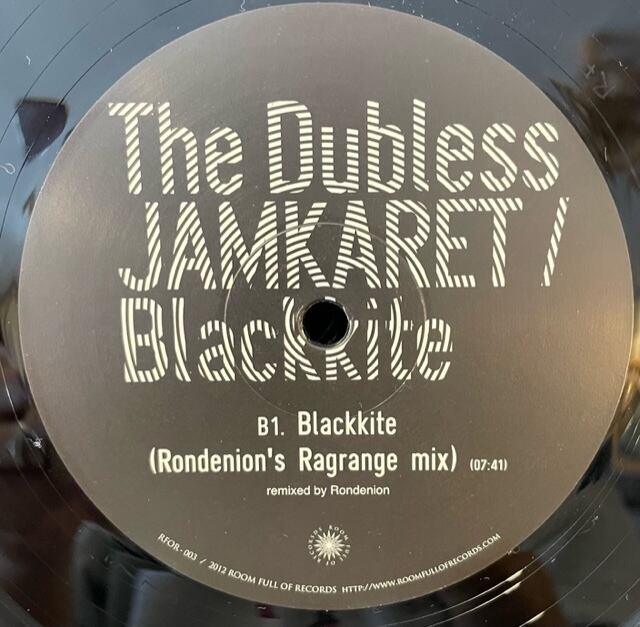 The Dubless
JAMKARET /
Blackkite
B1. Blackkite
(Rondenion's Ragrange mix) (07:41)
remixed by Rondenion
RFOR-003 / 2012 ROOM FULL OF RECORDS HTTP://WWW.ROOMFULLOFRECORDS.COM